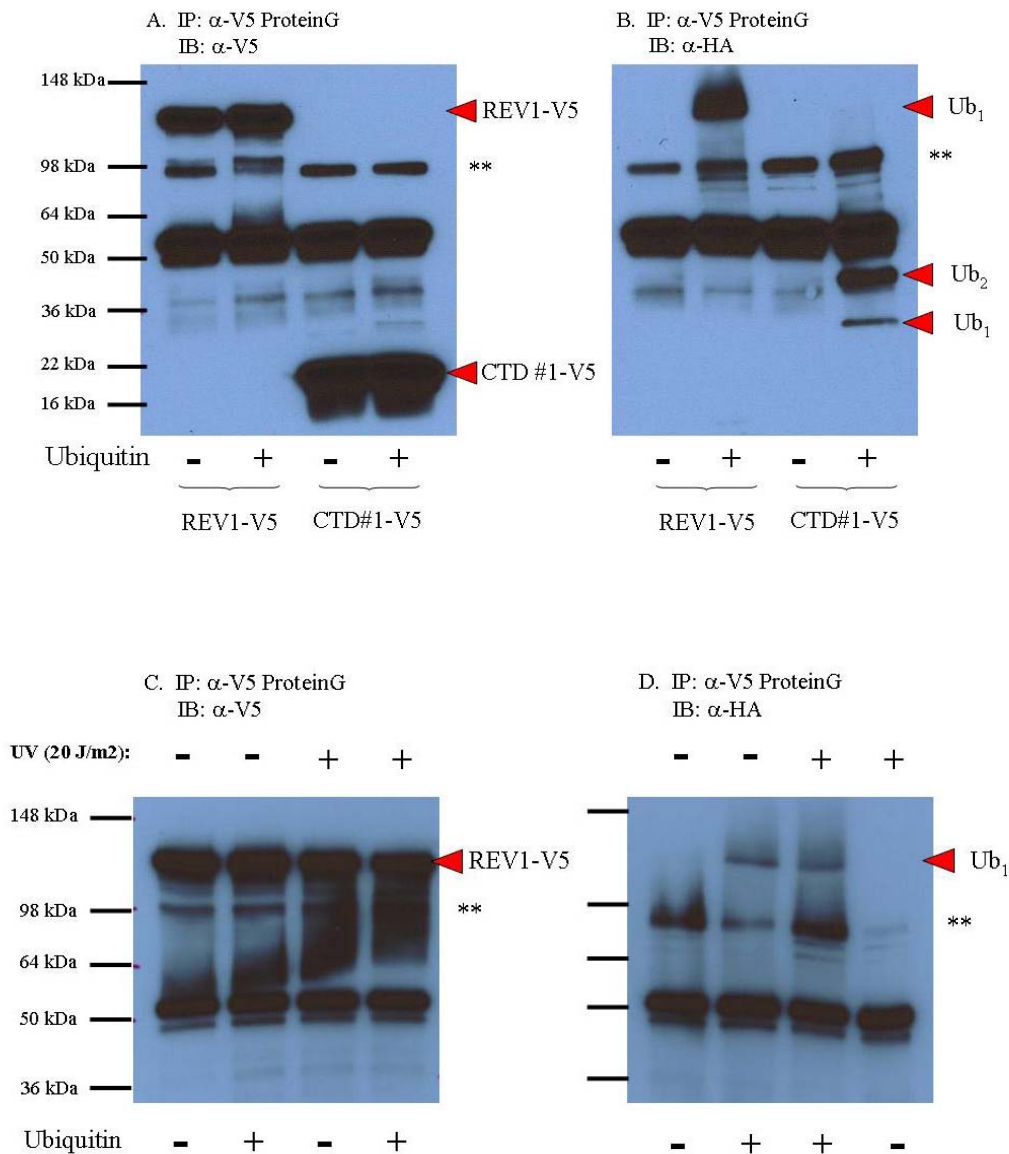 A. IP: α-V5 ProteinG
IB: α-V5
148 kDa
REV1-V5
98 kDa
**
64 kDa
50 kDa
36 kDa
22 kDa
CTD #1-V5
16 kDa
Ubiquitin - + - +
REV1-V5 CTD#1-V5
B. IP: α-V5 ProteinG
IB: α-HA
Ub1
**
Ub2
Ub1
- + - +
REV1-V5 CTD#1-V5
C. IP: α-V5 ProteinG
IB: α-V5
UV (20 J/m2): - - + +
148 kDa
REV1-V5
98 kDa
**
64 kDa
50 kDa
36 kDa
Ubiquitin - + - +
D. IP: α-V5 ProteinG
IB: α-HA
- - + +
Ub1
**
- + + -